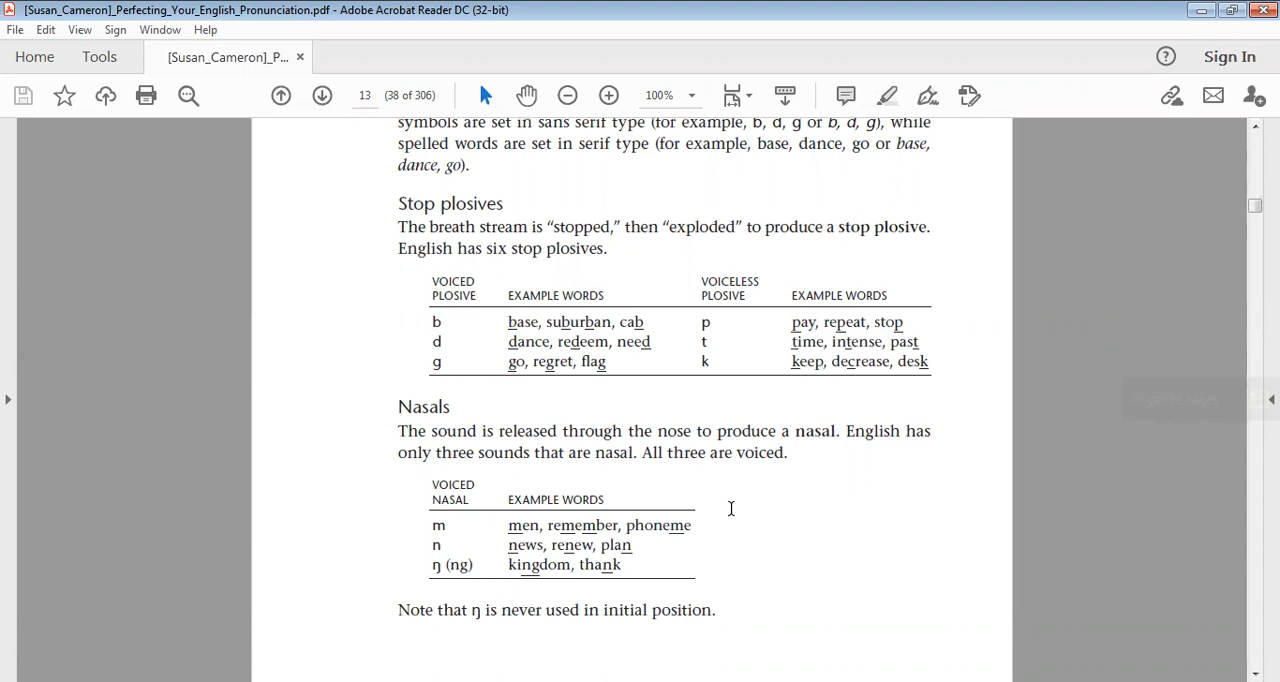 [Susan_Cameron]_Perfecting_Your_English_Pronunciation.pdf - Adobe Acrobat Reader DC (32-bit)
File Edit View Sign Window Help
Home Tools [Susan_Cameron]_P... × Sign In
13 (38 of 306) 100%
symbols are set in sans serif type (for example, b, d, g or b, d, g), while
spelled words are set in serif type (for example, base, dance, go or base,
dance, go).
Stop plosives
The breath stream is “stopped,” then “exploded” to produce a stop plosive.
English has six stop plosives.
VOICED VOICELESS
PLOSIVE EXAMPLE WORDS PLOSIVE EXAMPLE WORDS
b base, suburban, cab p pay, repeat, stop
d dance, redeem, need t time, intense, past
g go, regret, flag k keep, decrease, desk
Nasals
The sound is released through the nose to produce a nasal. English has
only three sounds that are nasal. All three are voiced.
VOICED
NASAL EXAMPLE WORDS
m men, remember, phoneme
n news, renew, plan
ŋ (ng) kingdom, thank
Note that ŋ is never used in initial position.